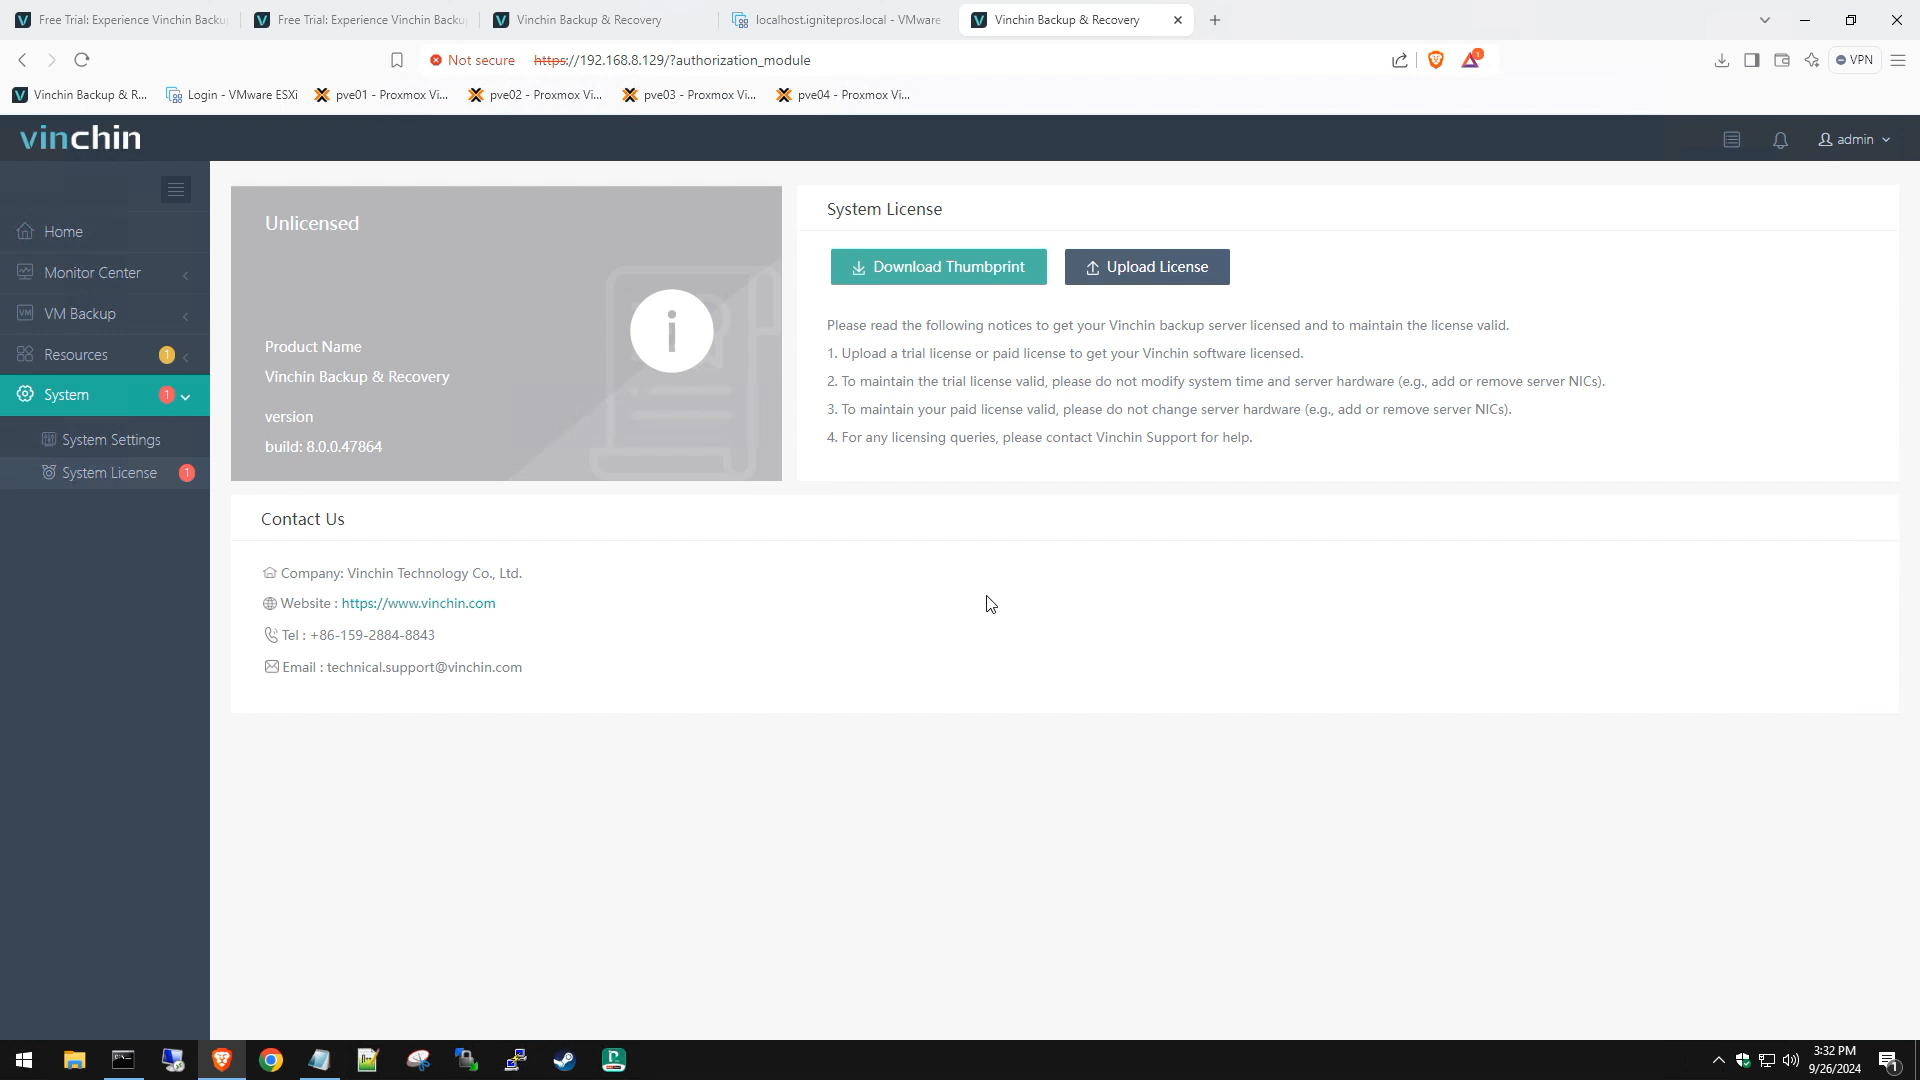 Free Trial: Experience Vinchin Backu
Free Trial: Experience Vinchin Backu
Vinchin Backup & Recovery
localhost.ignitepros.local - VMware
Vinchin Backup & Recovery
Not secure
https://192.168.8.129/?authorization_module
1
VPN
Vinchin Backup & R...
Login - VMware ESXi
pve01 - Proxmox Vi...
pve02 - Proxmox Vi...
pve03 - Proxmox Vi...
pve04 - Proxmox Vi...
vinchin
admin
Home
Monitor Center
VM Backup
Resources 1
System 1
System Settings
System License 1
Unlicensed
Product Name
Vinchin Backup & Recovery
version
build: 8.0.0.47864
System License
Download Thumbprint
Upload License
Please read the following notices to get your Vinchin backup server licensed and to maintain the license valid.
1. Upload a trial license or paid license to get your Vinchin software licensed.
2. To maintain the trial license valid, please do not modify system time and server hardware (e.g., add or remove server NICs).
3. To maintain your paid license valid, please do not change server hardware (e.g., add or remove server NICs).
4. For any licensing queries, please contact Vinchin Support for help.
Contact Us
Company: Vinchin Technology Co., Ltd.
Website : https://www.vinchin.com
Tel : +86-159-2884-8843
Email : technical.support@vinchin.com
3:32 PM
9/26/2024
1